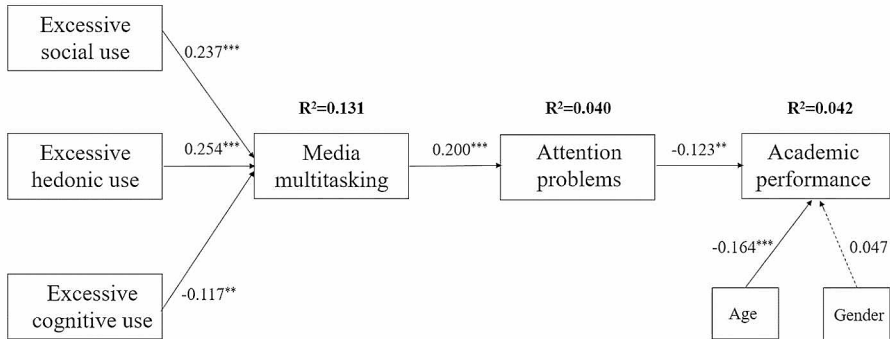 Excessive
social use
0.237***
R²=0.131
R²=0.040
R²=0.042
Excessive
hedonic use
0.254***
Media
multitasking
0.200***
Attention
problems
-0.123**
Academic
performance
Excessive
cognitive use
-0.117**
-0.164***
0.047
Age
Gender